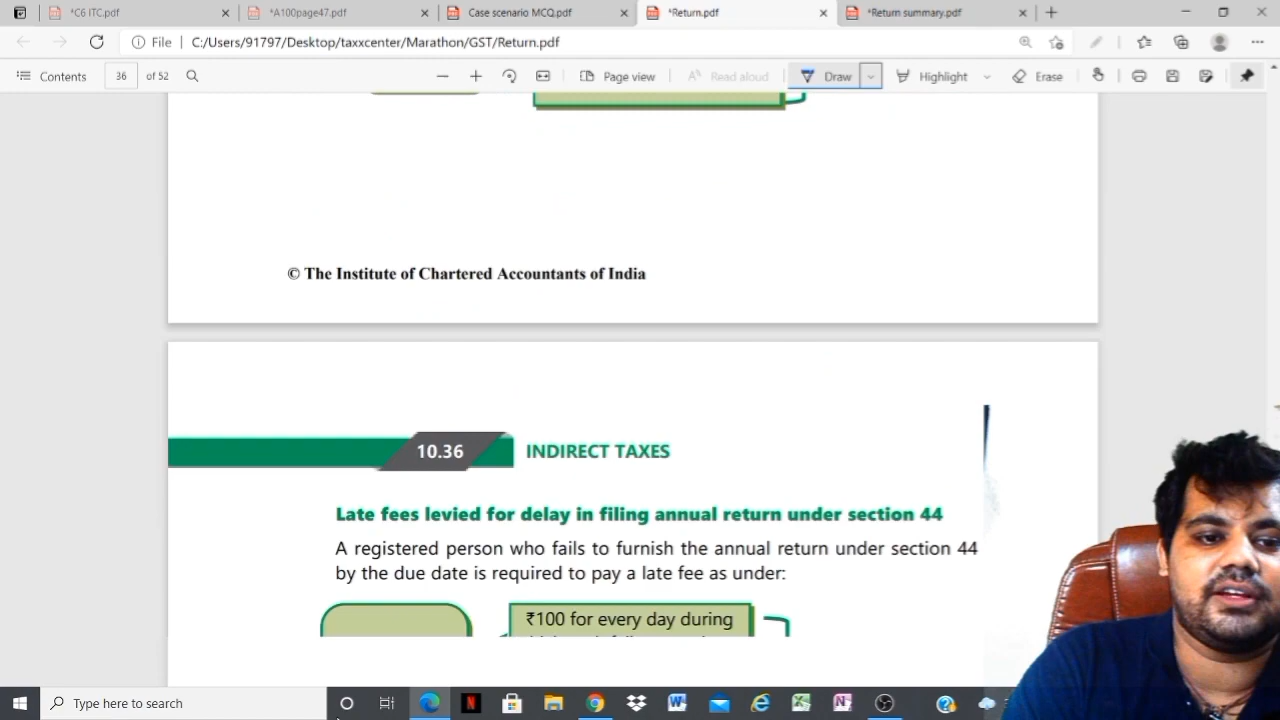 *C6 ITC.pdf
*A100page47.pdf
Case scenario MCQ.pdf
*Return.pdf
*Return summary.pdf
File
C:/Users/91797/Desktop/taxxcenter/Marathon/GST/Return.pdf
Contents
36
of 52
Page view
Read aloud
Draw
Highlight
Erase
© The Institute of Chartered Accountants of India
10.36
INDIRECT TAXES
Late fees levied for delay in filing annual return under section 44
A registered person who fails to furnish the annual return under section 44
by the due date is required to pay a late fee as under:
₹100 for every day during
Type here to search